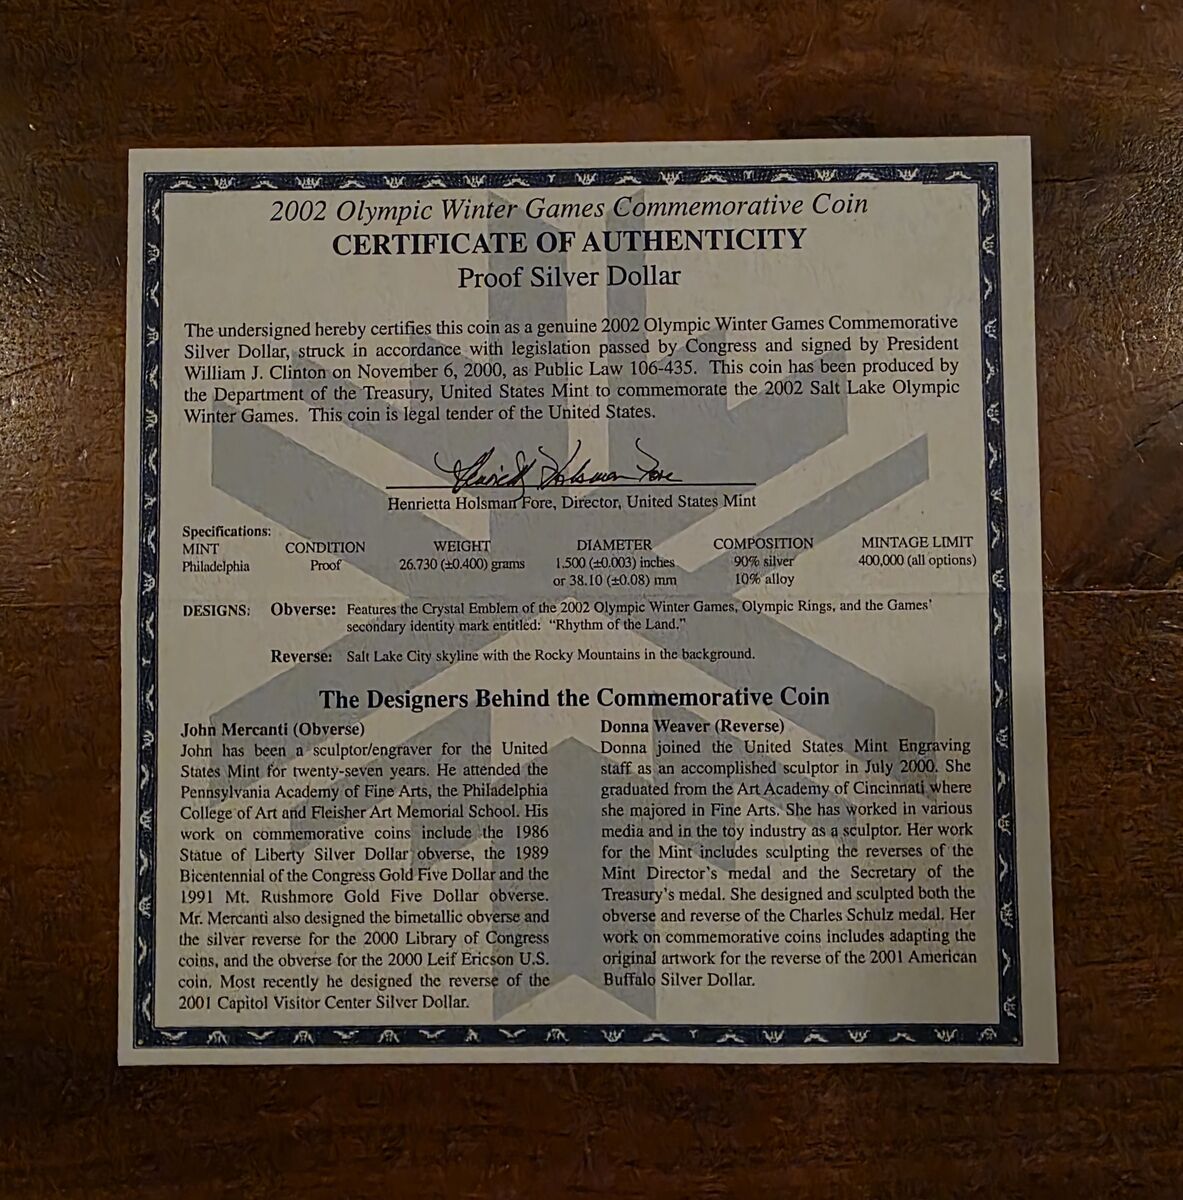 2002 Olympic Winter Games Commemorative Coin
CERTIFICATE OF AUTHENTICITY
Proof Silver Dollar
The undersigned hereby certifies this coin as a genuine 2002 Olympic Winter Games Commemorative
Silver Dollar, struck in accordance with legislation passed by Congress and signed by President
William J. Clinton on November 6, 2000, as Public Law 106-435. This coin has been produced by
the Department of the Treasury, United States Mint to commemorate the 2002 Salt Lake Olympic
Winter Games. This coin is legal tender of the United States.
Henrietta Holsman Fore
Henrietta Holsman Fore, Director, United States Mint
Specifications:
MINT CONDITION WEIGHT DIAMETER COMPOSITION MINTAGE LIMIT
Philadelphia Proof 26.730 (±0.400) grams 1.500 (±0.003) inches 90% silver 400,000 (all options)
or 38.10 (±0.08) mm 10% alloy
DESIGNS: Obverse: Features the Crystal Emblem of the 2002 Olympic Winter Games, Olympic Rings, and the Games'
secondary identity mark entitled: "Rhythm of the Land."
Reverse: Salt Lake City skyline with the Rocky Mountains in the background.
The Designers Behind the Commemorative Coin
John Mercanti (Obverse)
John has been a sculptor/engraver for the United
States Mint for twenty-seven years. He attended the
Pennsylvania Academy of Fine Arts, the Philadelphia
College of Art and Fleisher Art Memorial School. His
work on commemorative coins include the 1986
Statue of Liberty Silver Dollar obverse, the 1989
Bicentennial of the Congress Gold Five Dollar and the
1991 Mt. Rushmore Gold Five Dollar obverse.
Mr. Mercanti also designed the bimetallic obverse and
the silver reverse for the 2000 Library of Congress
coins, and the obverse for the 2000 Leif Ericson U.S.
coin. Most recently he designed the reverse of the
2001 Capitol Visitor Center Silver Dollar.
Donna Weaver (Reverse)
Donna joined the United States Mint Engraving
staff as an accomplished sculptor in July 2000. She
graduated from the Art Academy of Cincinnati where
she majored in Fine Arts. She has worked in various
media and in the toy industry as a sculptor. Her work
for the Mint includes sculpting the reverses of the
Mint Director's medal and the Secretary of the
Treasury's medal. She designed and sculpted both the
obverse and reverse of the Charles Schulz medal. Her
work on commemorative coins includes adapting the
original artwork for the reverse of the 2001 American
Buffalo Silver Dollar.